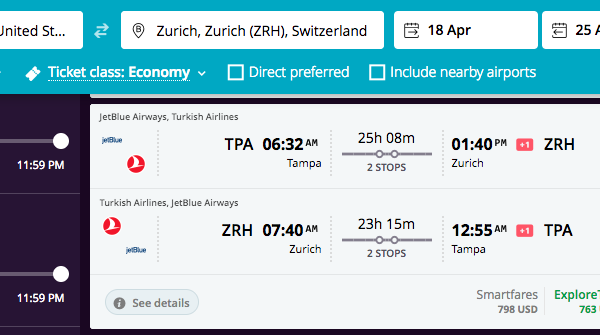 Jnited St...
Zurich, Zurich (ZRH), Switzerland
18 Apr
25 A
Ticket class: Economy
Direct preferred
Include nearby airports
11:59 PM
11:59 PM
JetBlue Airways, Turkish Airlines
jetBlue
TPA 06:32 AM
Tampa
25h 08m
2 STOPS
01:40 PM +1 ZRH
Zurich
Turkish Airlines, JetBlue Airways
jetBlue
ZRH 07:40 AM
Zurich
23h 15m
2 STOPS
12:55 AM +1 TPA
Tampa
See details
Smartfares
798 USD
ExploreT
763